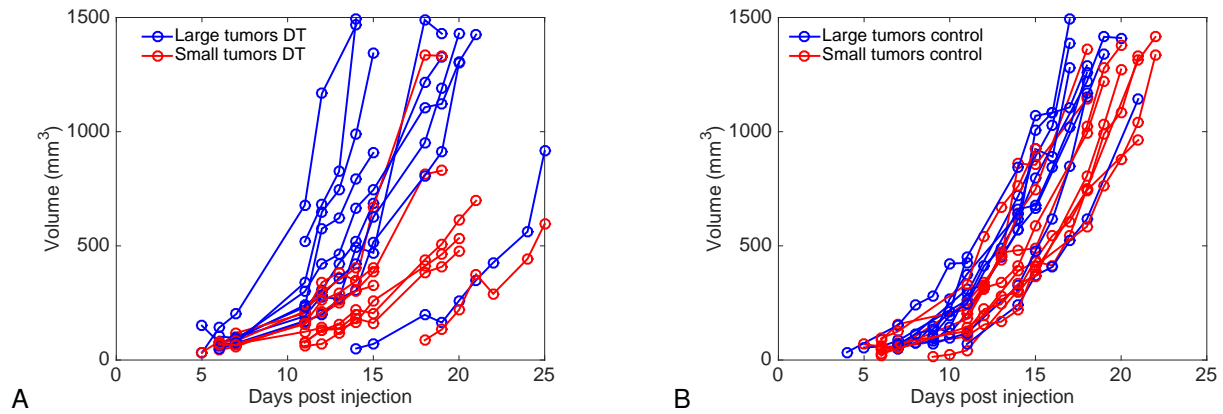 1500
1000
500
0
Volume (mm³)
Large tumors DT
Small tumors DT
0 5 10 15 20 25
Days post injection
A
1500
1000
500
0
Volume (mm³)
Large tumors control
Small tumors control
0 5 10 15 20 25
Days post injection
B